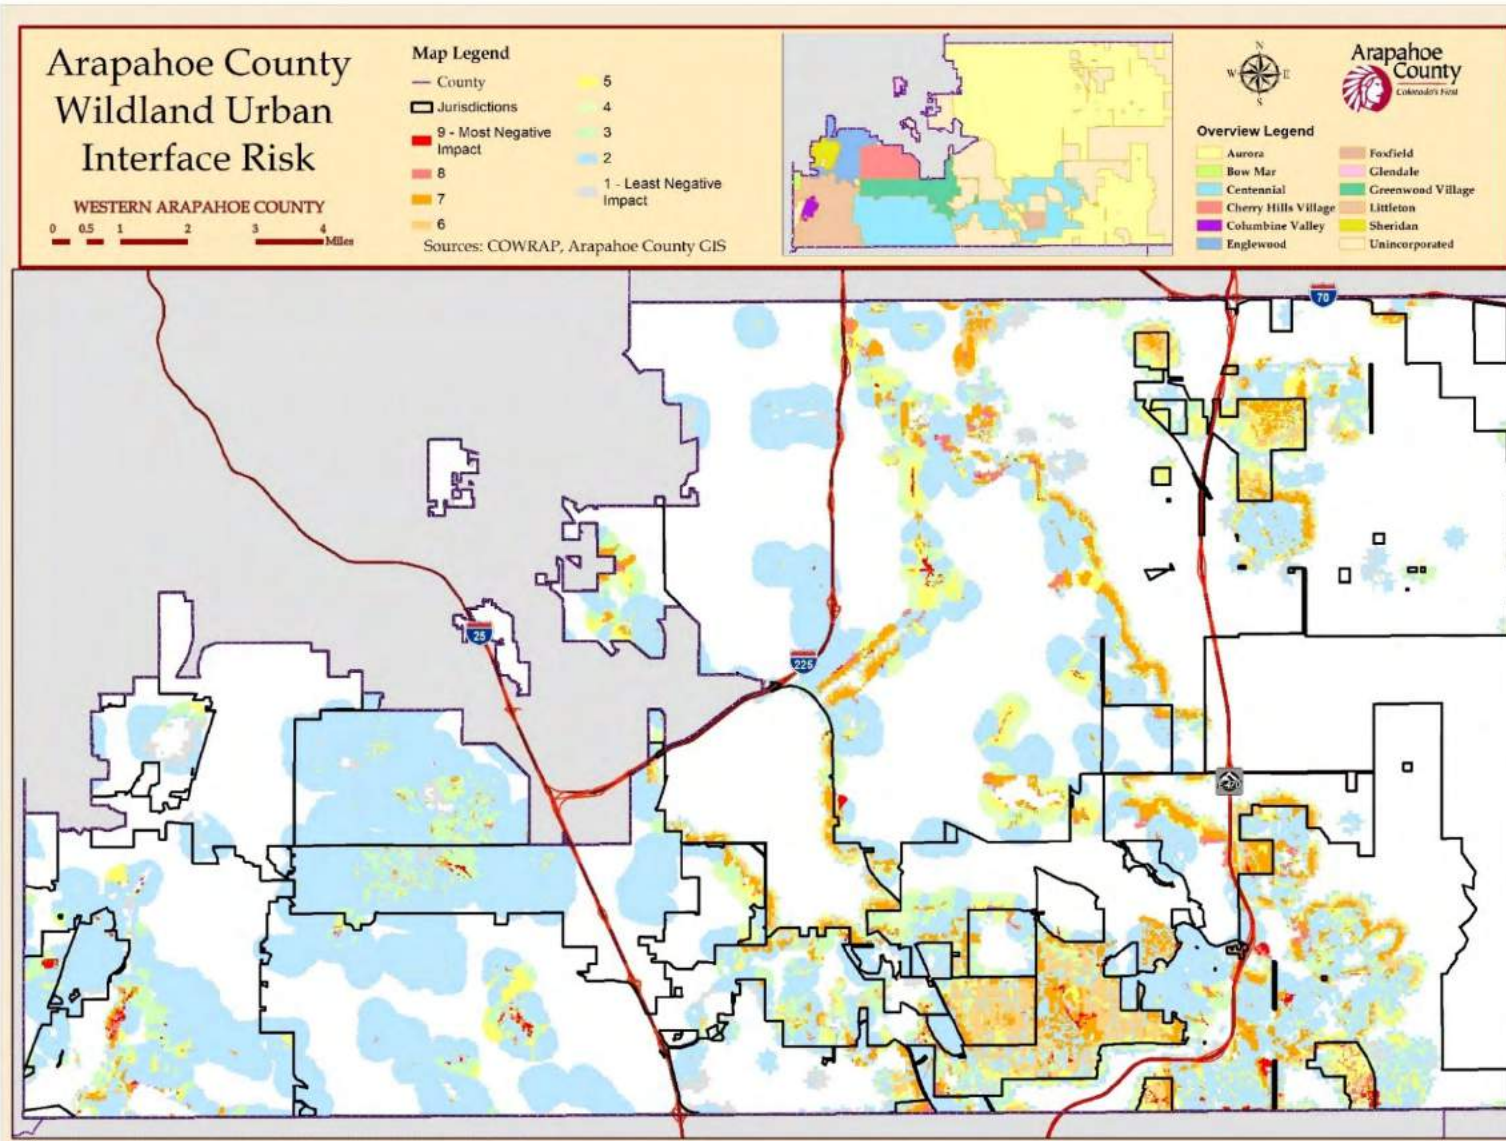 Arapahoe County
Wildland Urban
Interface Risk
WESTERN ARAPAHOE COUNTY
0 0.5 1 2 3 4
Miles
Map Legend
County
Jurisdictions
9 - Most Negative
Impact
8
7
6
5
4
3
2
1 - Least Negative
Impact
Sources: COWRAP, Arapahoe County GIS
N
W E
S
Arapahoe
County
Colorado's First
Overview Legend
Aurora
Bow Mar
Centennial
Cherry Hills Village
Columbine Valley
Englewood
Foxfield
Glendale
Greenwood Village
Littleton
Sheridan
Unincorporated
70
25
225